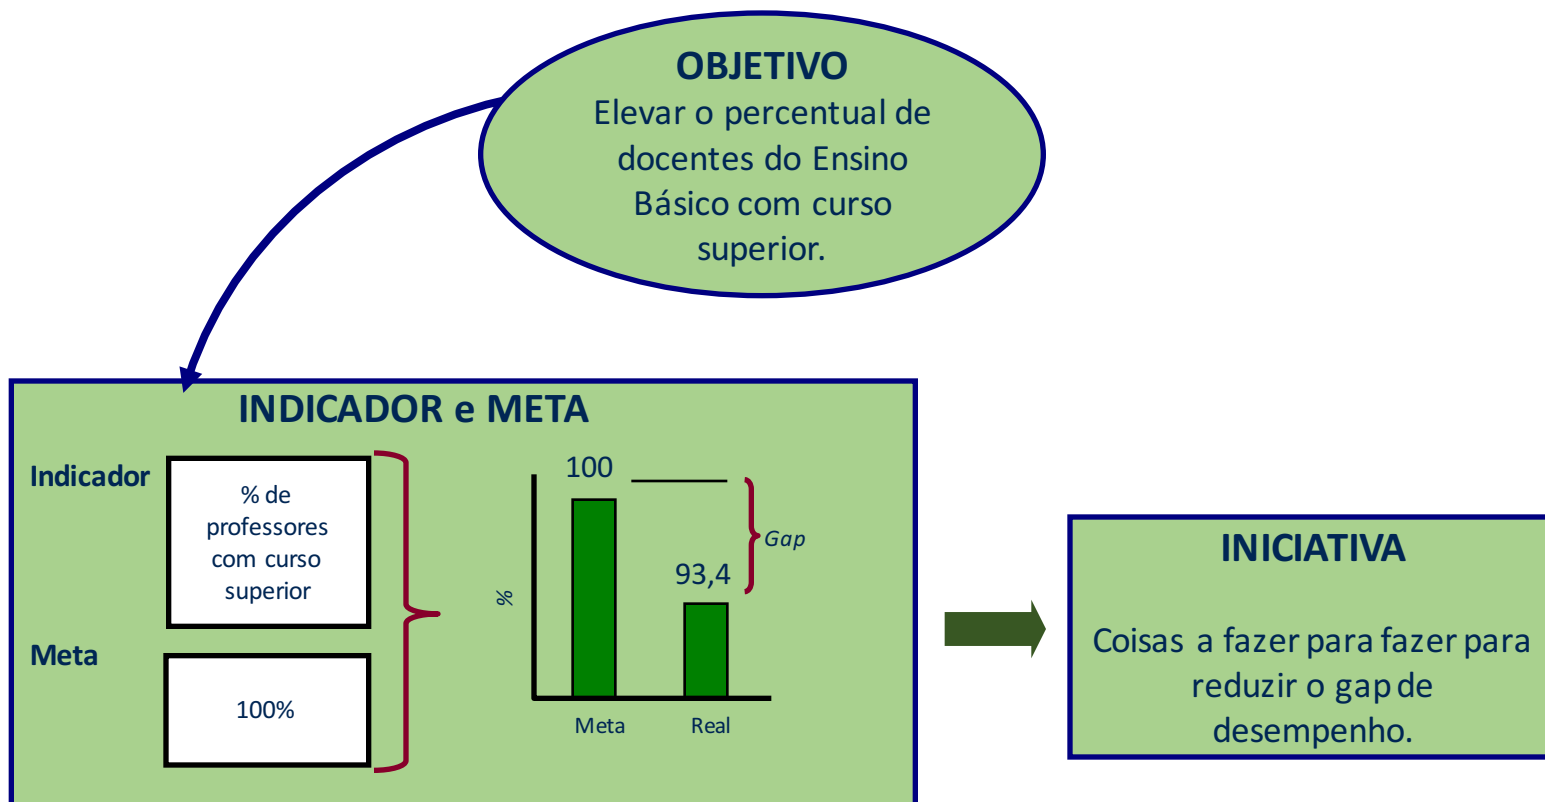 OBJETIVO
Elevar o percentual de
docentes do Ensino
Básico com curso
superior.
INDICADOR e META
Indicador
% de
professores
com curso
superior
Meta
100%
100
93,4
Gap
%
Meta
Real
INICIATIVA
Coisas a fazer para fazer para
reduzir o gap de
desempenho.